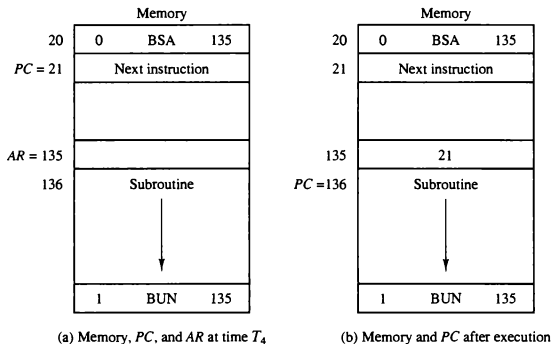 Memory
20 0 BSA 135
PC = 21 Next instruction
AR = 135
136 Subroutine
1 BUN 135
(a) Memory, PC, and AR at time T4
Memory
20 0 BSA 135
21 Next instruction
135 21
PC =136 Subroutine
1 BUN 135
(b) Memory and PC after execution